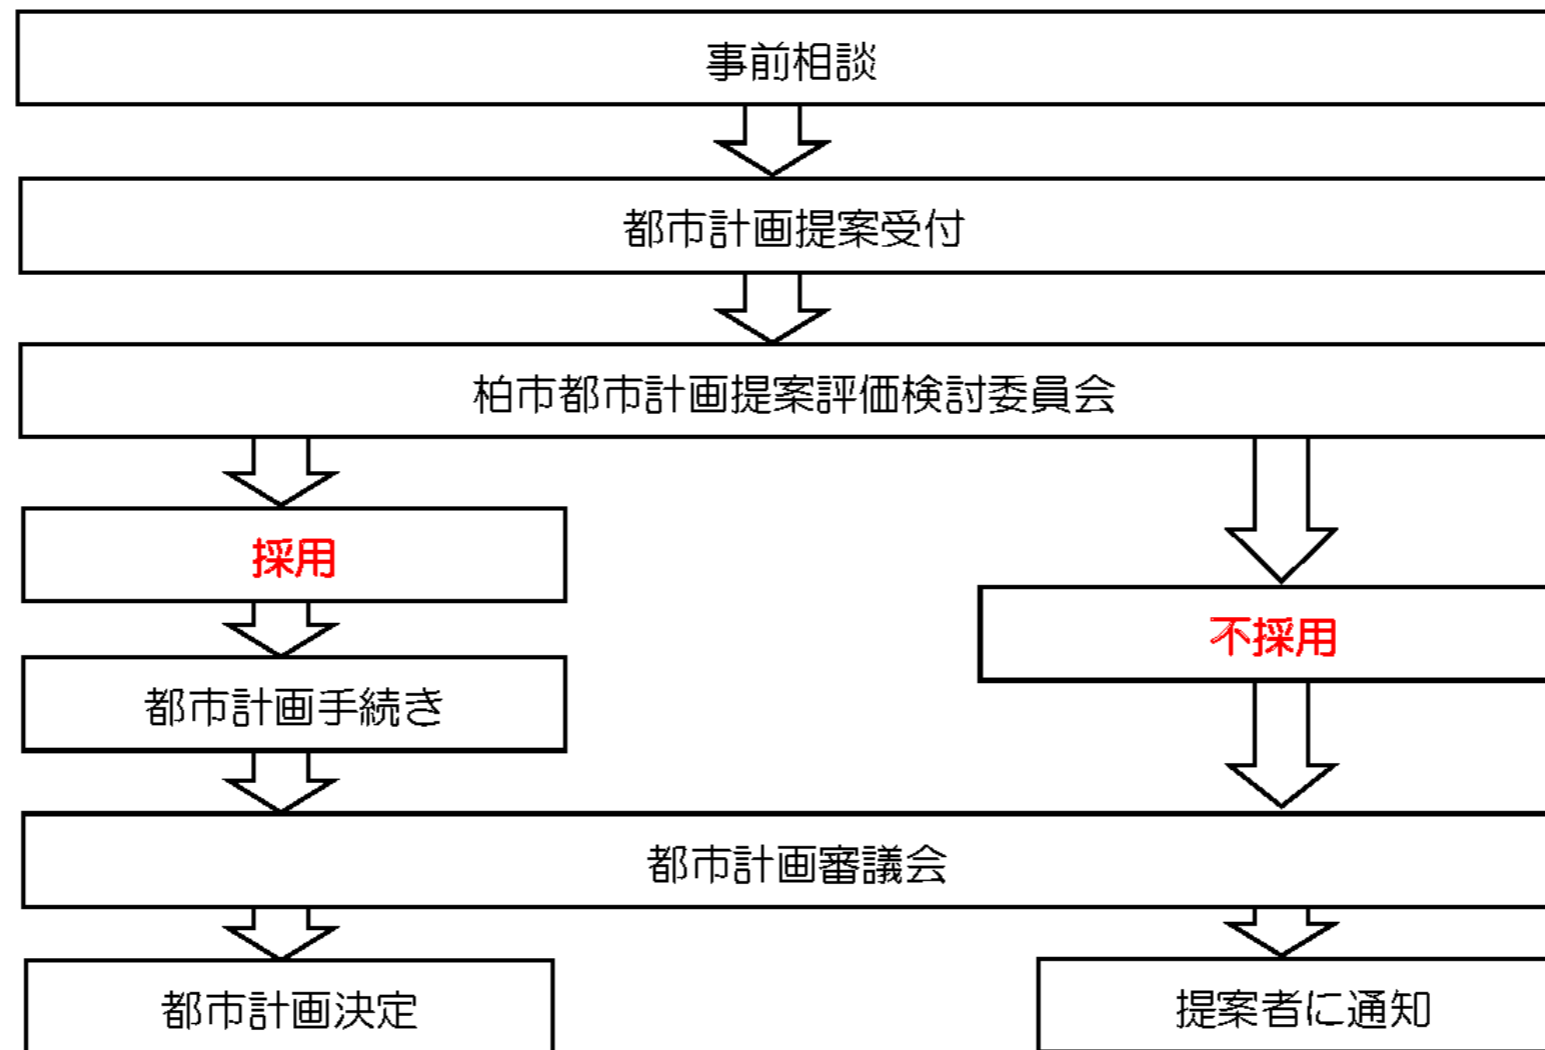 事前相談
都市計画提案受付
柏市都市計画提案評価検討委員会
採用
不採用
都市計画手続き
都市計画審議会
都市計画決定
提案者に通知